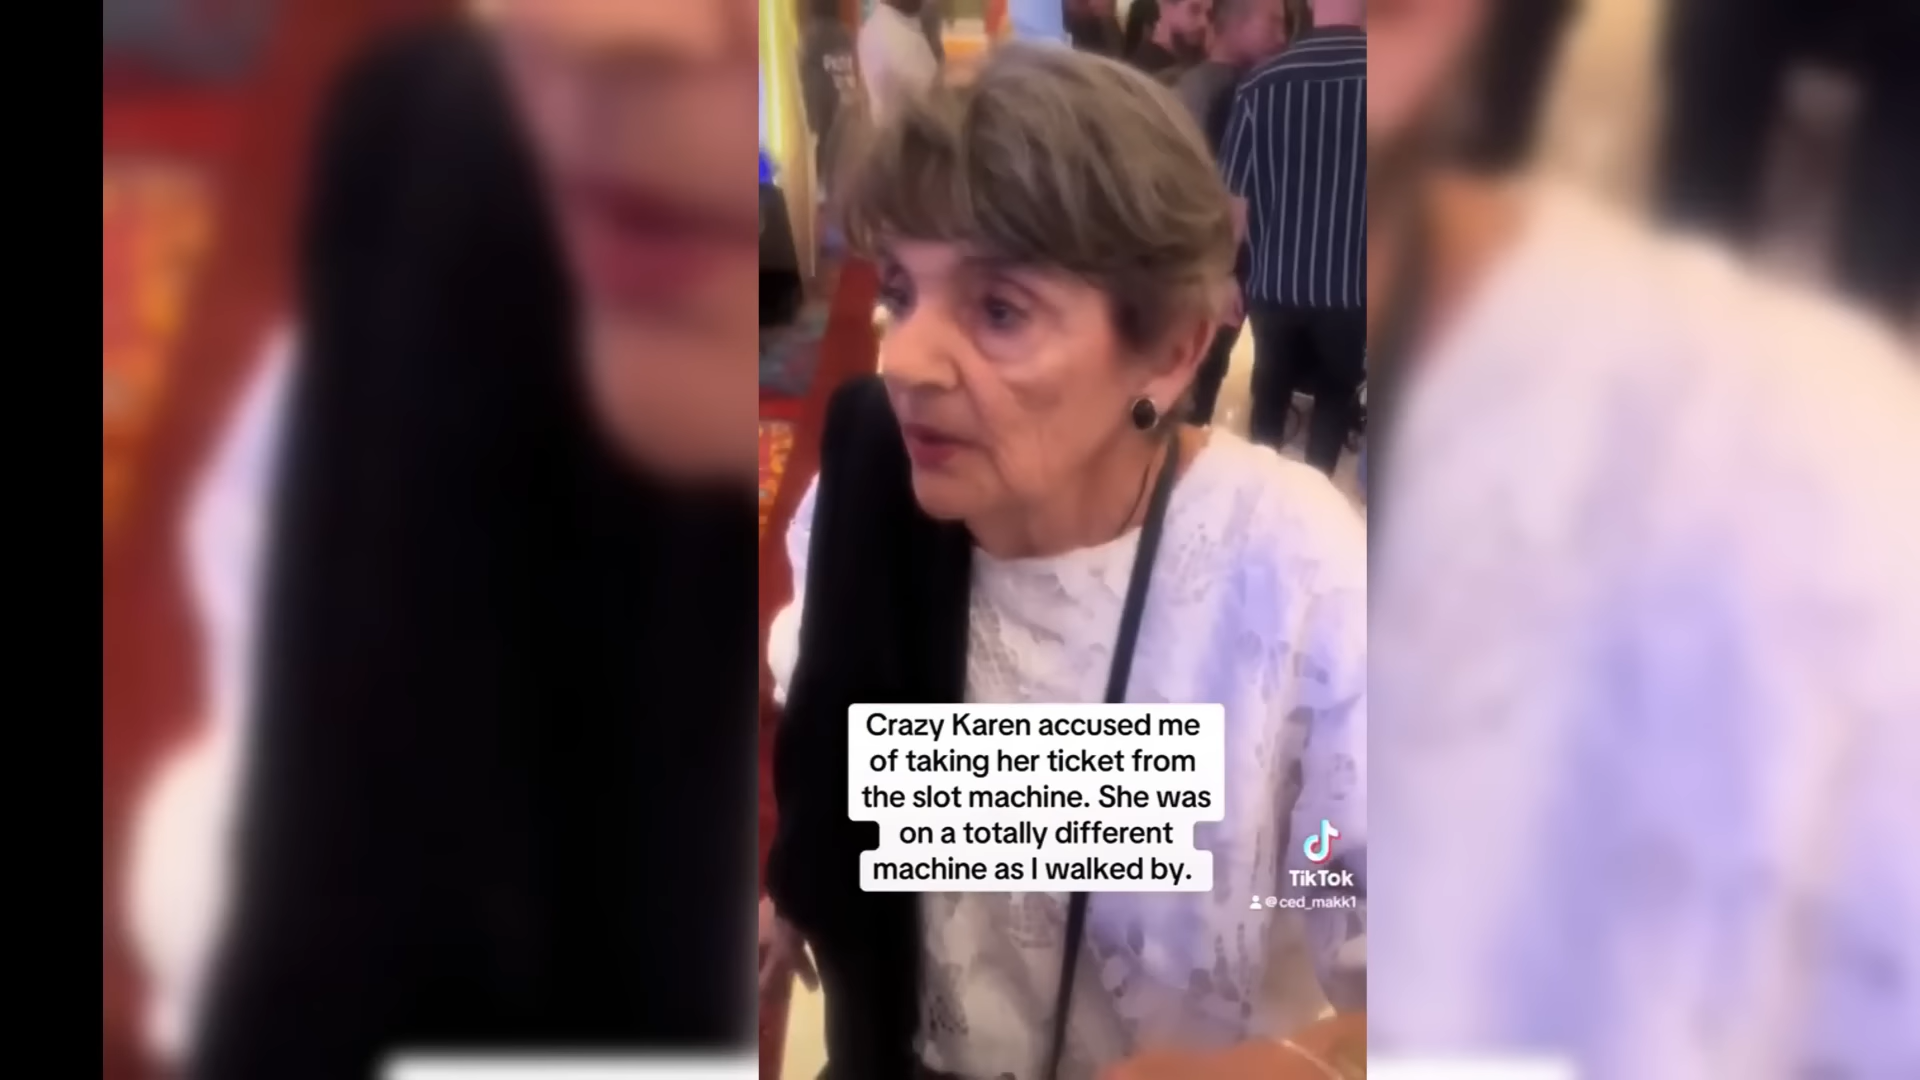 Crazy Karen accused me
of taking her ticket from
the slot machine. She was
on a totally different
machine as I walked by.
TikTok
@ced_makk1